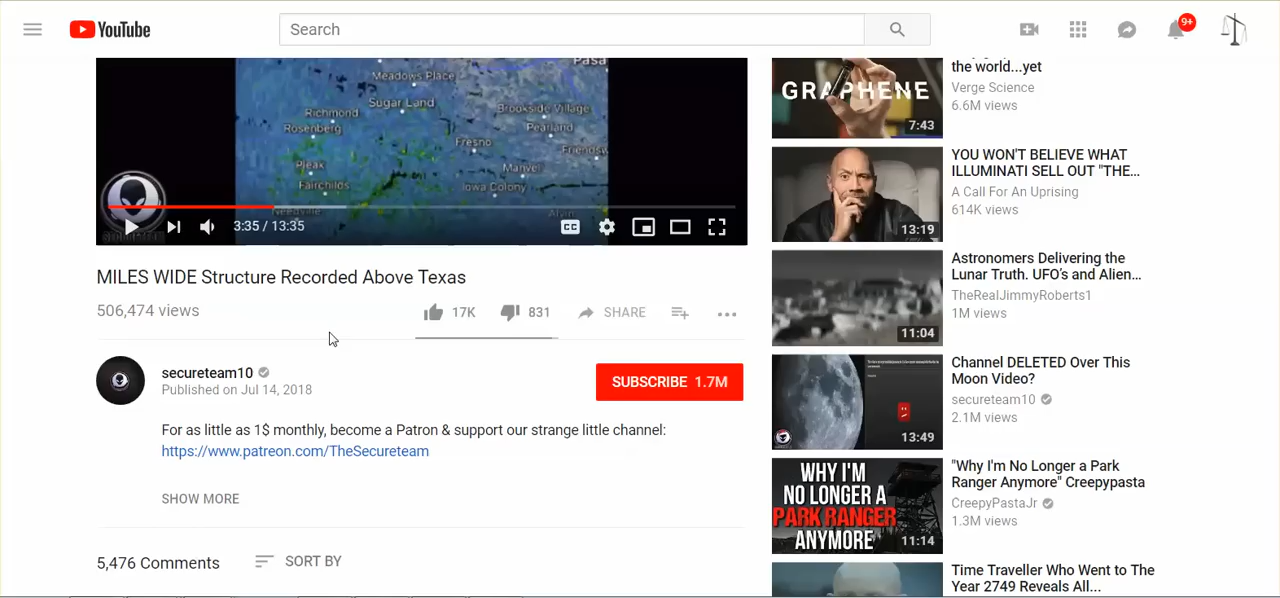 YouTube
Search
9+
Meadows Place
Pasa
Sugar Land
Richmond
Brookside Village
Rosenberg
Pearland
Fresno
Friendsw
Pleak
Manvel
Fairchilds
Iowa Colony
Needville
Alvin
3:35 / 13:35
CC
MILES WIDE Structure Recorded Above Texas
506,474 views
17K
831
SHARE
secureteam10
Published on Jul 14, 2018
SUBSCRIBE 1.7M
For as little as 1$ monthly, become a Patron & support our strange little channel:
https://www.patreon.com/TheSecureteam
SHOW MORE
5,476 Comments
SORT BY
GRAPHENE
7:43
the world...yet
Verge Science
6.6M views
13:19
YOU WON'T BELIEVE WHAT
ILLUMINATI SELL OUT "THE...
A Call For An Uprising
614K views
11:04
Astronomers Delivering the
Lunar Truth. UFO's and Alien...
TheRealJimmyRoberts1
1M views
13:49
Channel DELETED Over This
Moon Video?
secureteam10
2.1M views
WHY I'M
NO LONGER A
PARK RANGER
ANYMORE
11:14
"Why I'm No Longer a Park
Ranger Anymore" Creepypasta
CreepyPastaJr
1.3M views
Time Traveller Who Went to The
Year 2749 Reveals All...